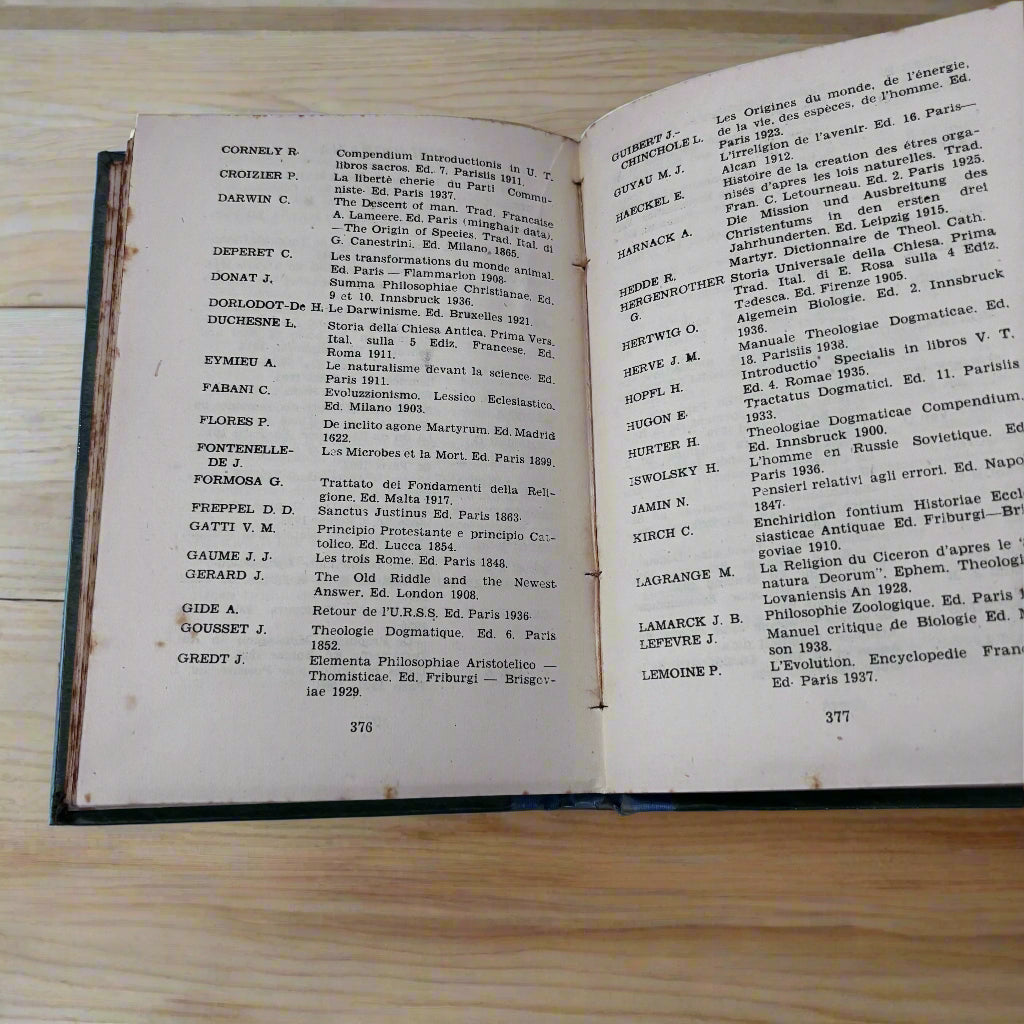 CORNELY R. Compendium Introductionis in U. T.
libros sacros. Ed. 7. Parisiis 1911.
CROIZIER P. La libertè cherie du Parti Commu-
niste. Ed. Paris 1937.
DARWIN C. The Descent of man. Trad. Francaise
A. Lameere. Ed. Paris (minghajr data).
—The Origin of Species. Trad. Ital. di
G. Canestrini. Ed. Milano, 1865.
DEPERET C. Les transformations du monde animal.
Ed. Paris — Flammarion 1908.
DONAT J. Summa Philosophiae Christianae. Ed.
9 et 10. Innsbruck 1936.
DORLODOT-De H. Le Darwinisme. Ed. Bruxelles 1921.
DUCHESNE L. Storia della Chiesa Antica. Prima Vers.
Ital. sulla 5 Ediz. Francese. Ed.
Roma 1911.
EYMIEU A. Le naturalisme devant la science. Ed.
Paris 1911.
FABANI C. Evoluzzionismo. Lessico Eclesiastico.
Ed. Milano 1903.
FLORES P. De inclito agone Martyrum. Ed. Madrid
1622.
FONTENELLE- Les Microbes et la Mort. Ed. Paris 1899.
DE J.
FORMOSA G. Trattato dei Fondamenti della Reli-
gione. Ed. Malta 1917.
FREPPEL D. D. Sanctus Justinus Ed. Paris 1863.
GATTI V. M. Principio Protestante e principio Cat-
tolico. Ed. Lucca 1854.
GAUME J. J. Les trois Rome. Ed. Paris 1848.
GERARD J. The Old Riddle and the Newest
Answer. Ed. London 1908.
GIDE A. Retour de l'U.R.S.S. Ed. Paris 1936.
GOUSSET J. Theologie Dogmatique. Ed. 6. Paris
1852.
GREDT J. Elementa Philosophiae Aristotelico —
Thomisticae. Ed. Friburgi — Brisgov-
iae 1929.
376
GUIBERT J.- Les Origines du monde, de l'énergie,
CHINCHOLE L. de la vie, des espèces, de l'homme. Ed.
Paris 1923.
GUYAU M. J. L'irreligion de l'avenir. Ed. 16. Paris—
Alcan 1912.
HAECKEL E. Histoire de la creation des étres orga-
nisés d'apres les lois naturelles. Trad.
Fran. C. Letourneau. Ed. 2. Paris 1925.
HARNACK A. Die Mission und Ausbreitung des
Christentums in den ersten drei
Jahrhunderten. Ed. Leipzig 1915.
HEDDE R. Martyr. Dictionnaire de Theol. Cath.
HERGENROTHER Storia Universale della Chiesa. Prima
G. Trad. Ital. di E. Rosa sulla 4 Ediz.
Tedesca. Ed. Firenze 1905.
HERTWIG O. Algemein Biologie. Ed. 2. Innsbruck
1936.
HERVE J. M. Manuale Theologiae Dogmaticae. Ed.
18. Parisiis 1938.
HOPFL H. Introductio Specialis in libros V. T.
Ed. 4. Romae 1935.
HUGON E. Tractatus Dogmatici. Ed. 11. Parisiis
1933.
HURTER H. Theologiae Dogmaticae Compendium.
Ed. Innsbruck 1900.
ISWOLSKY H. L'homme en Russie Sovietique. Ed
Paris 1936.
JAMIN N. Pensieri relativi agli errori. Ed. Napo
1847.
KIRCH C. Enchiridion fontium Historiae Eccl
siasticae Antiquae Ed. Friburgi—Bri
goviae 1910.
LAGRANGE M. La Religion du Ciceron d'apres le
natura Deorum". Ephem. Theologi
Lovaniensis An 1928.
LAMARCK J. B. Philosophie Zoologique. Ed. Paris 1
LEFEVRE J. Manuel critique de Biologie Ed. M
son 1938.
LEMOINE P. L'Evolution. Encyclopedie Fran
Ed. Paris 1937.
377